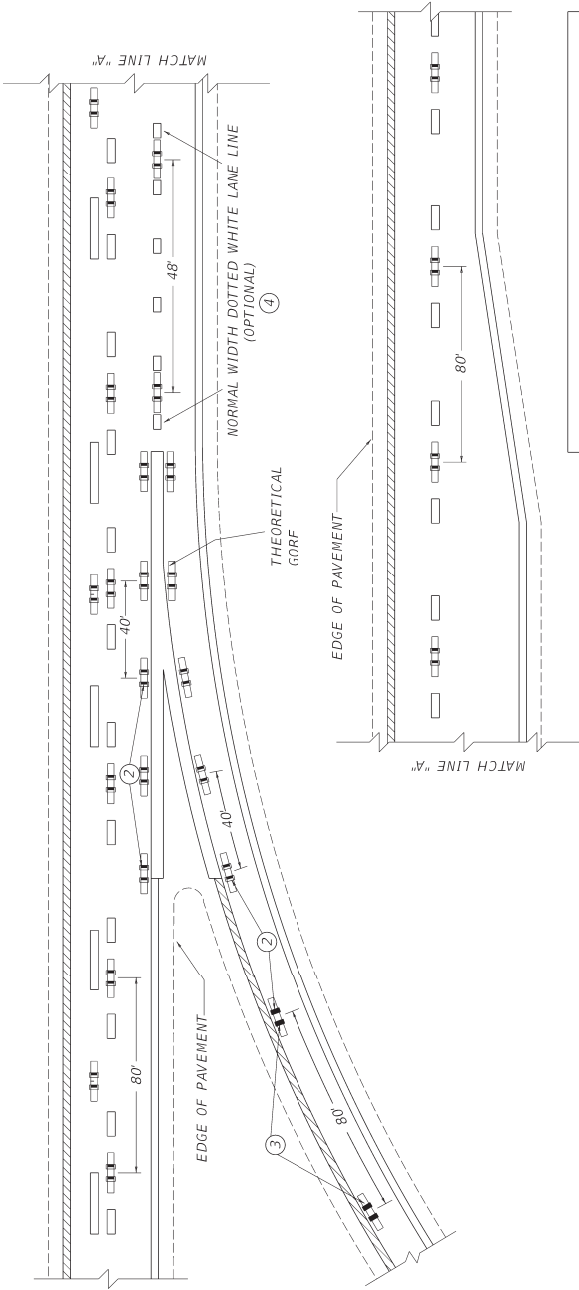 MATCH LINE "A"
48'
NORMAL WIDTH DOTTED WHITE LANE LINE
(OPTIONAL)
4
THEORETICAL
GORE
40'
2
40'
2
EDGE OF PAVEMENT
80'
3
80'
EDGE OF PAVEMENT
80'
MATCH LINE "A"